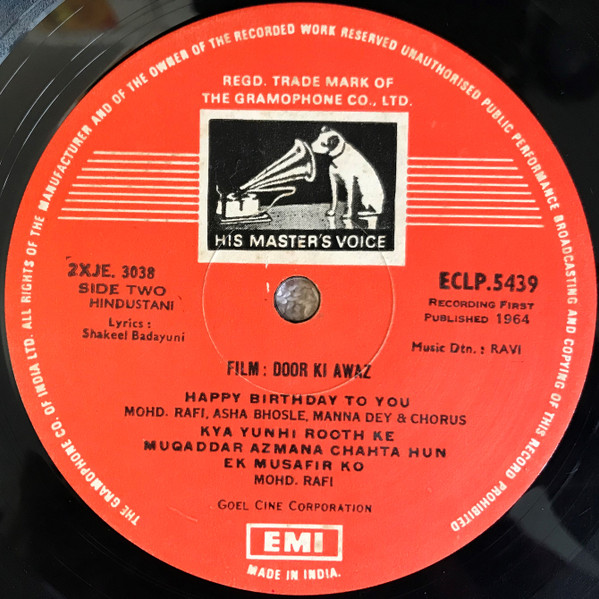 THE GRAMOPHONE CO. OF INDIA LTD. ALL RIGHTS OF THE MANUFACTURER AND OF THE OWNER OF THE RECORDED WORK RESERVED UNAUTHORISED PUBLIC PERFORMANCE BROADCASTING AND COPYING OF THIS RECORD PROHIBITED
REGD. TRADE MARK OF
THE GRAMOPHONE CO., LTD.
HIS MASTER'S VOICE
2XJE. 3038
SIDE TWO
HINDUSTANI
Lyrics :
Shakeel Badayuni
ECLP.5439
RECORDING FIRST
PUBLISHED 1964
Music Dtn. : RAVI
FILM : DOOR KI AWAZ
HAPPY BIRTHDAY TO YOU
MOHD. RAFI, ASHA BHOSLE, MANNA DEY & CHORUS
KYA YUNHI ROOTH KE
MUQADDAR AZMANA CHAHTA HUN
EK MUSAFIR KO
MOHD. RAFI
GOEL CINE CORPORATION
EMI
MADE IN INDIA.